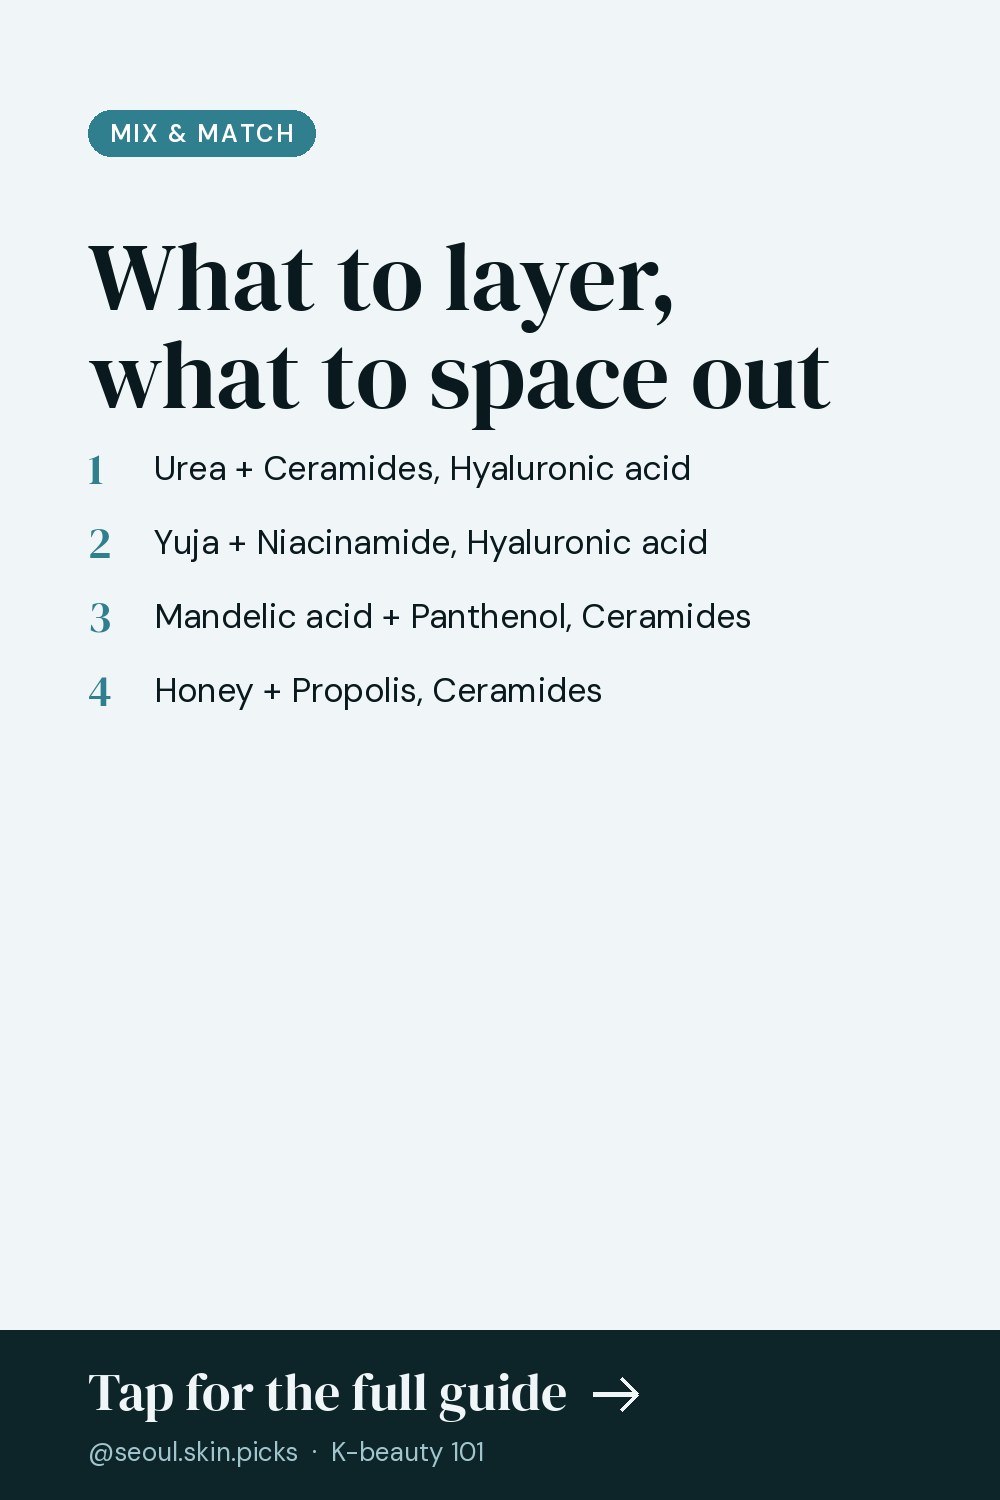 MIX & MATCH
What to layer,
what to space out
1 Urea + Ceramides, Hyaluronic acid
2 Yuja + Niacinamide, Hyaluronic acid
3 Mandelic acid + Panthenol, Ceramides
4 Honey + Propolis, Ceramides
Tap for the full guide →
@seoul.skin.picks · K-beauty 101